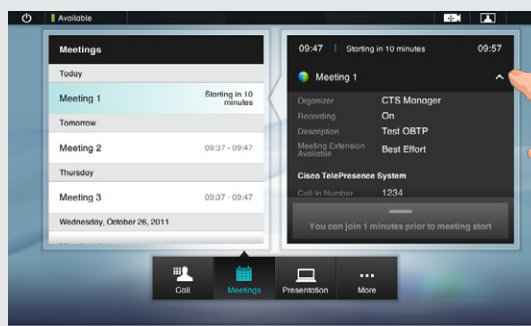 Available
Meetings
Today
Meeting 1 Starting in 10 minutes
Tomorrow
Meeting 2 09:37 - 09:47
Thursday
Meeting 3 09:37 - 09:47
Wednesday, October 26, 2011
09:47 | Starting in 10 minutes 09:57
Meeting 1
Organizer CTS Manager
Recording On
Description Test OBTP
Meeting Extension Available Best Effort
Cisco TelePresence System
Call-In Number 1234
You can join 1 minutes prior to meeting start
Call Meetings Presentation More